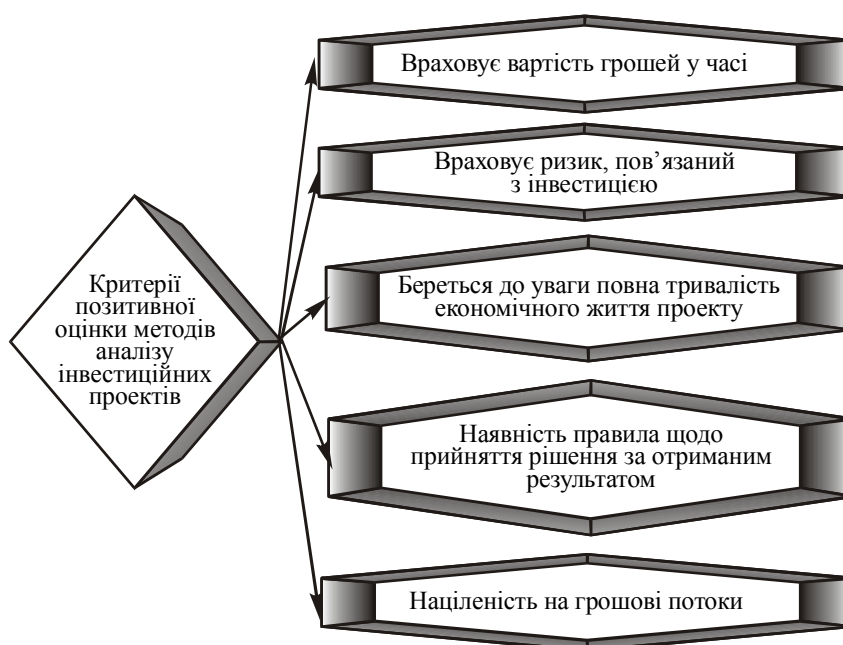 Критерії
позитивної
оцінки методів
аналізу
інвестиційних
проектів
Враховує вартість грошей у часі
Враховує ризик, пов’язаний
з інвестицією
Береться до уваги повна тривалість
економічного життя проекту
Наявність правила щодо
прийняття рішення за отриманим
результатом
Націленість на грошові потоки